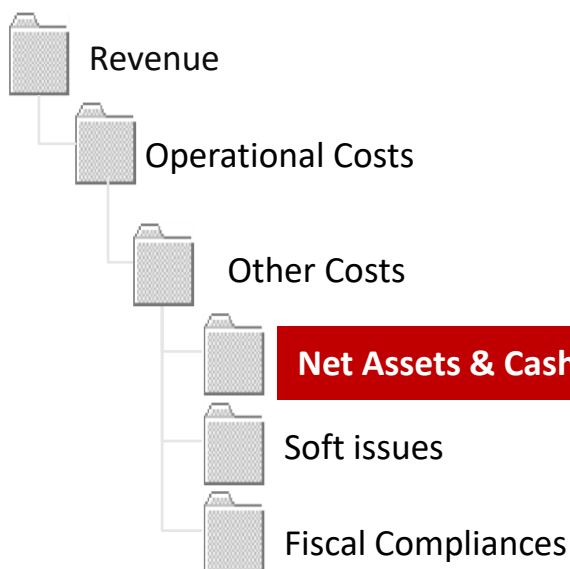 Revenue
Operational Costs
Other Costs
Net Assets & Cash
Soft issues
Fiscal Compliances